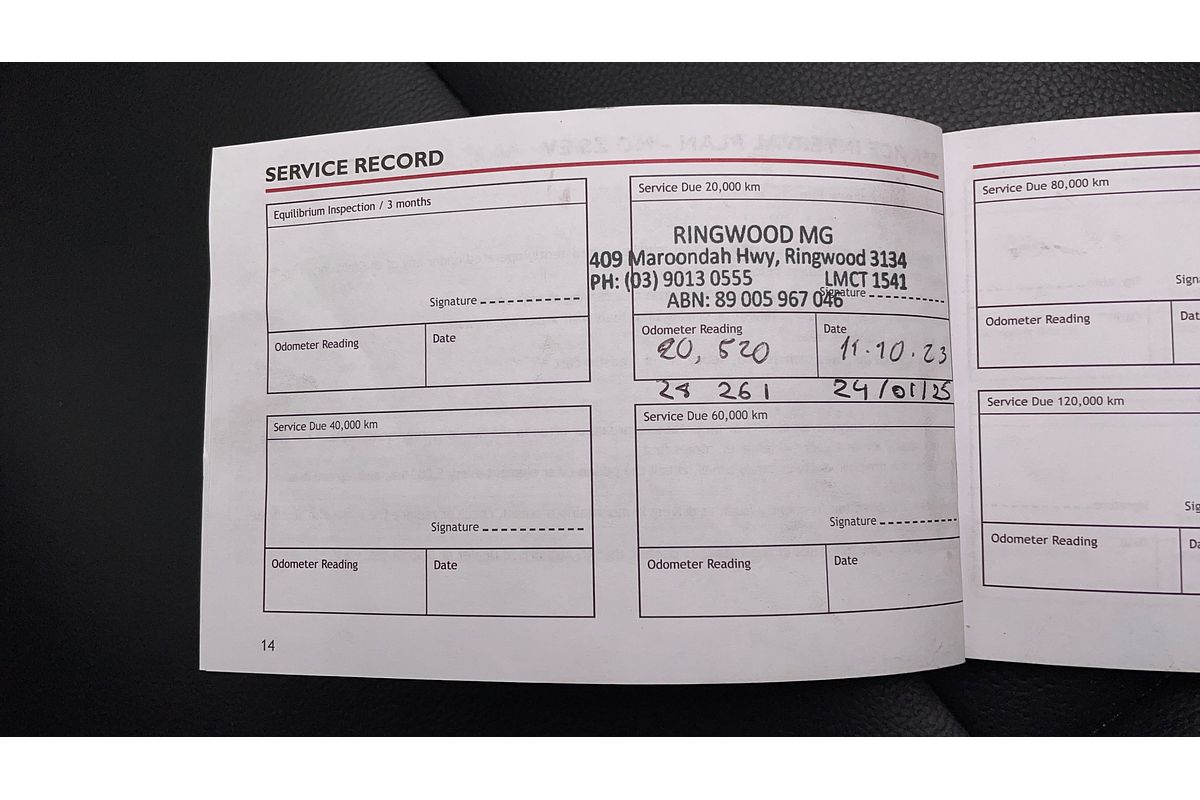 SERVICE RECORD
Equilibrium Inspection / 3 months
Signature
Odometer Reading
Date
Service Due 20,000 km
RINGWOOD MG
409 Maroondah Hwy, Ringwood 3134
PH: (03) 9013 0555 LMCT 1541
ABN: 89 005 967 046
Signature
Odometer Reading
Date
20, 520
11.10.23
28 261
24/01/25
Service Due 40,000 km
Signature
Odometer Reading
Date
Service Due 60,000 km
Signature
Odometer Reading
Date
14
Service Due 80,000 km
Sign
Odometer Reading
Dat
Service Due 120,000 km
Sig
Odometer Reading
Da